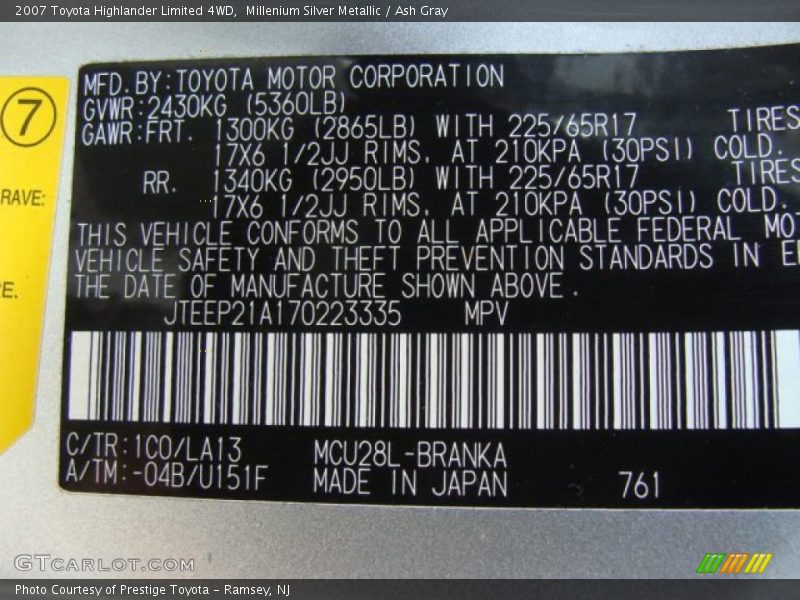 2007 Toyota Highlander Limited 4WD, Millenium Silver Metallic / Ash Gray
7
RAVE:
E.
MFD. BY: TOYOTA MOTOR CORPORATION
GVWR: 2430KG (5360LB)
GAWR: FRT. 1300KG (2865LB) WITH 225/65R17 TIRES
17X6 1/2JJ RIMS, AT 210KPA (30PSI) COLD.
RR. 1340KG (2950LB) WITH 225/65R17 TIRES
17X6 1/2JJ RIMS, AT 210KPA (30PSI) COLD.
THIS VEHICLE CONFORMS TO ALL APPLICABLE FEDERAL MOT
VEHICLE SAFETY AND THEFT PREVENTION STANDARDS IN E
THE DATE OF MANUFACTURE SHOWN ABOVE.
JTEEP21A170223335 MPV
C/TR: 1C0/LA13 MCU28L-BRANKA
A/TM: -04B/U151F MADE IN JAPAN 761
GTCARLOT.COM
Photo Courtesy of Prestige Toyota - Ramsey, NJ